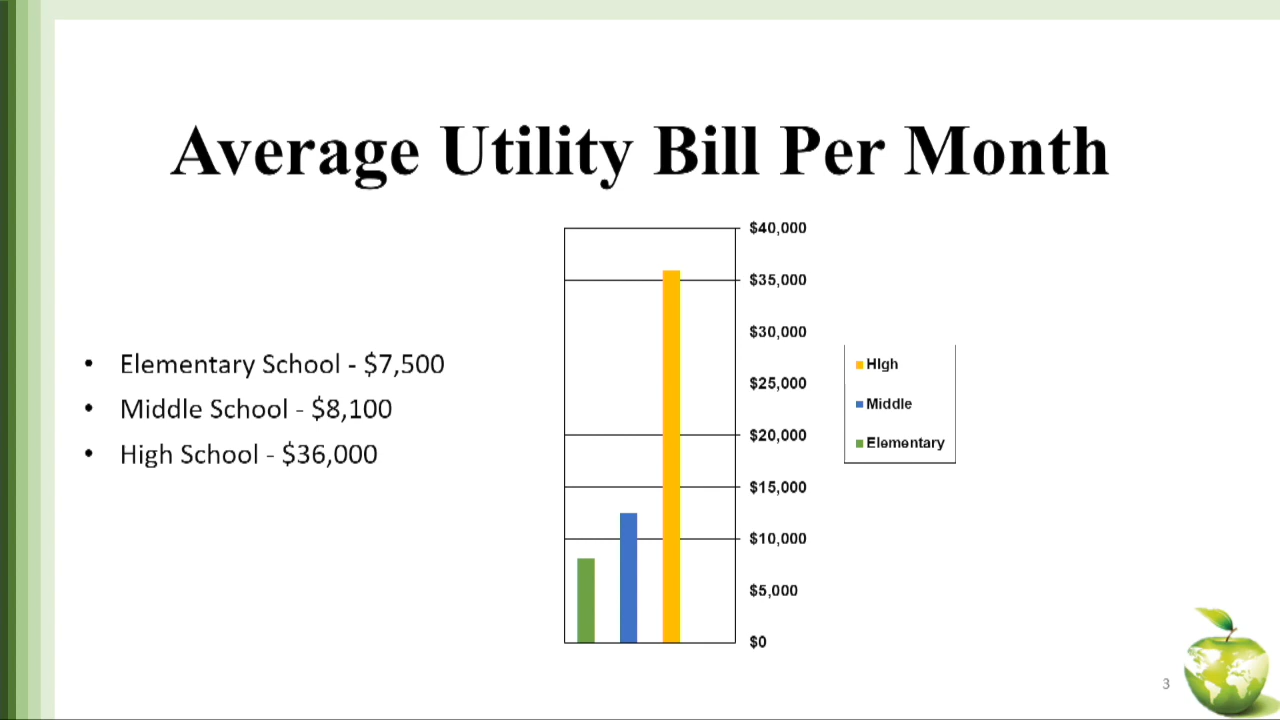 Average Utility Bill Per Month
• Elementary School - $7,500
• Middle School - $8,100
• High School - $36,000
$40,000
$35,000
$30,000
$25,000
$20,000
$15,000
$10,000
$5,000
$0
HIgh
Middle
Elementary
3